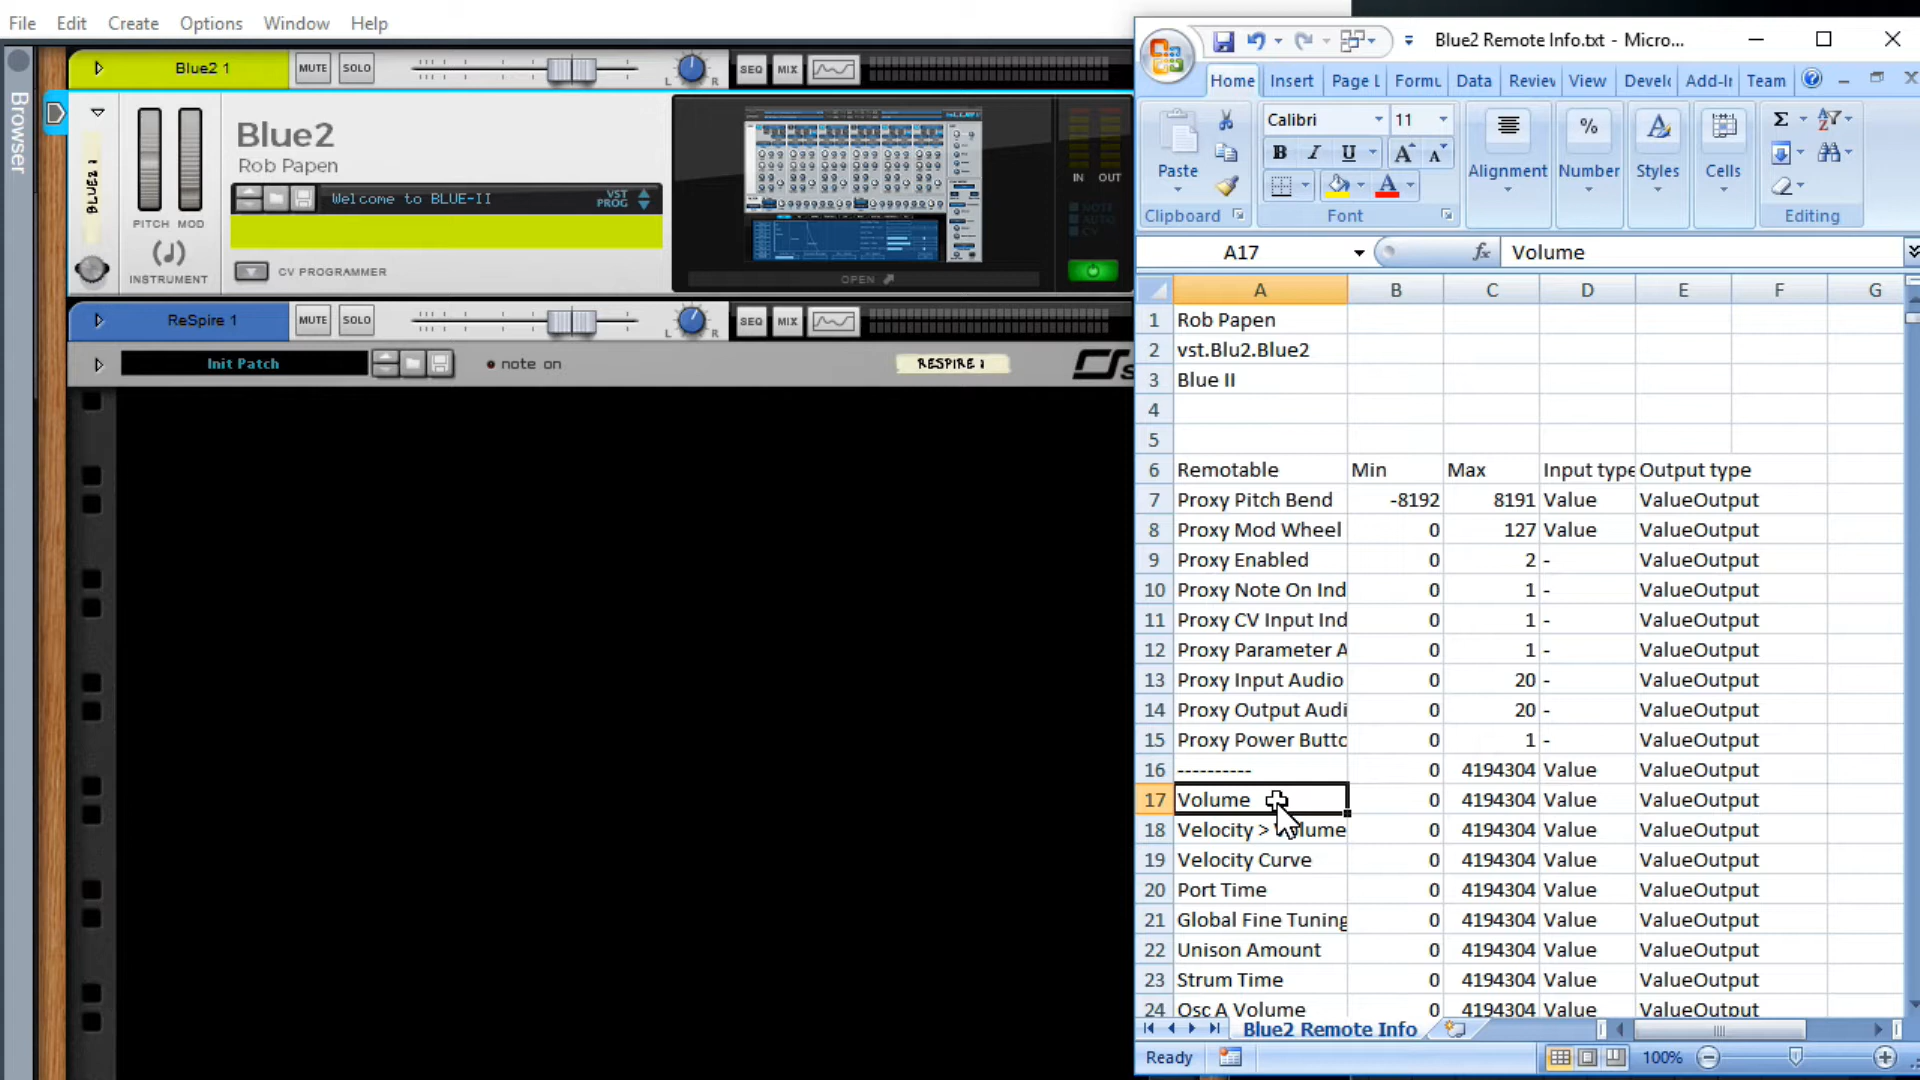 File Edit Create Options Window Help
Browser
Blue2 1 MUTE SOLO L R SEQ MIX
BLUE2 1
PITCH MOD
INSTRUMENT
Blue2
Rob Papen
Welcome to BLUE-II VST PROG
CV PROGRAMMER
OPEN
IN OUT
NOTE
AUTO
CV
ReSpire 1 MUTE SOLO L R SEQ MIX
Init Patch note on RESPIRE 1
Blue2 Remote Info.txt - Micro...
Home Insert Page L Formu Data Review View Develo Add-Ir Team
Paste Calibri 11
B I U A A
A
Σ
%
Alignment Number Styles Cells
Clipboard Font Editing
A17 fx Volume
A B C D E F G
1 Rob Papen
2 vst.Blu2.Blue2
3 Blue II
4
5
6 Remotable Min Max Input type Output type
7 Proxy Pitch Bend -8192 8191 Value ValueOutput
8 Proxy Mod Wheel 0 127 Value ValueOutput
9 Proxy Enabled 0 2 - ValueOutput
10 Proxy Note On Ind 0 1 - ValueOutput
11 Proxy CV Input Ind 0 1 - ValueOutput
12 Proxy Parameter A 0 1 - ValueOutput
13 Proxy Input Audio 0 20 - ValueOutput
14 Proxy Output Audi 0 20 - ValueOutput
15 Proxy Power Butto 0 1 - ValueOutput
16 ---------- 0 4194304 Value ValueOutput
17 Volume 0 4194304 Value ValueOutput
18 Velocity > Volume 0 4194304 Value ValueOutput
19 Velocity Curve 0 4194304 Value ValueOutput
20 Port Time 0 4194304 Value ValueOutput
21 Global Fine Tuning 0 4194304 Value ValueOutput
22 Unison Amount 0 4194304 Value ValueOutput
23 Strum Time 0 4194304 Value ValueOutput
24 Osc A Volume 0 4194304 Value ValueOutput
Blue2 Remote Info
Ready 100%